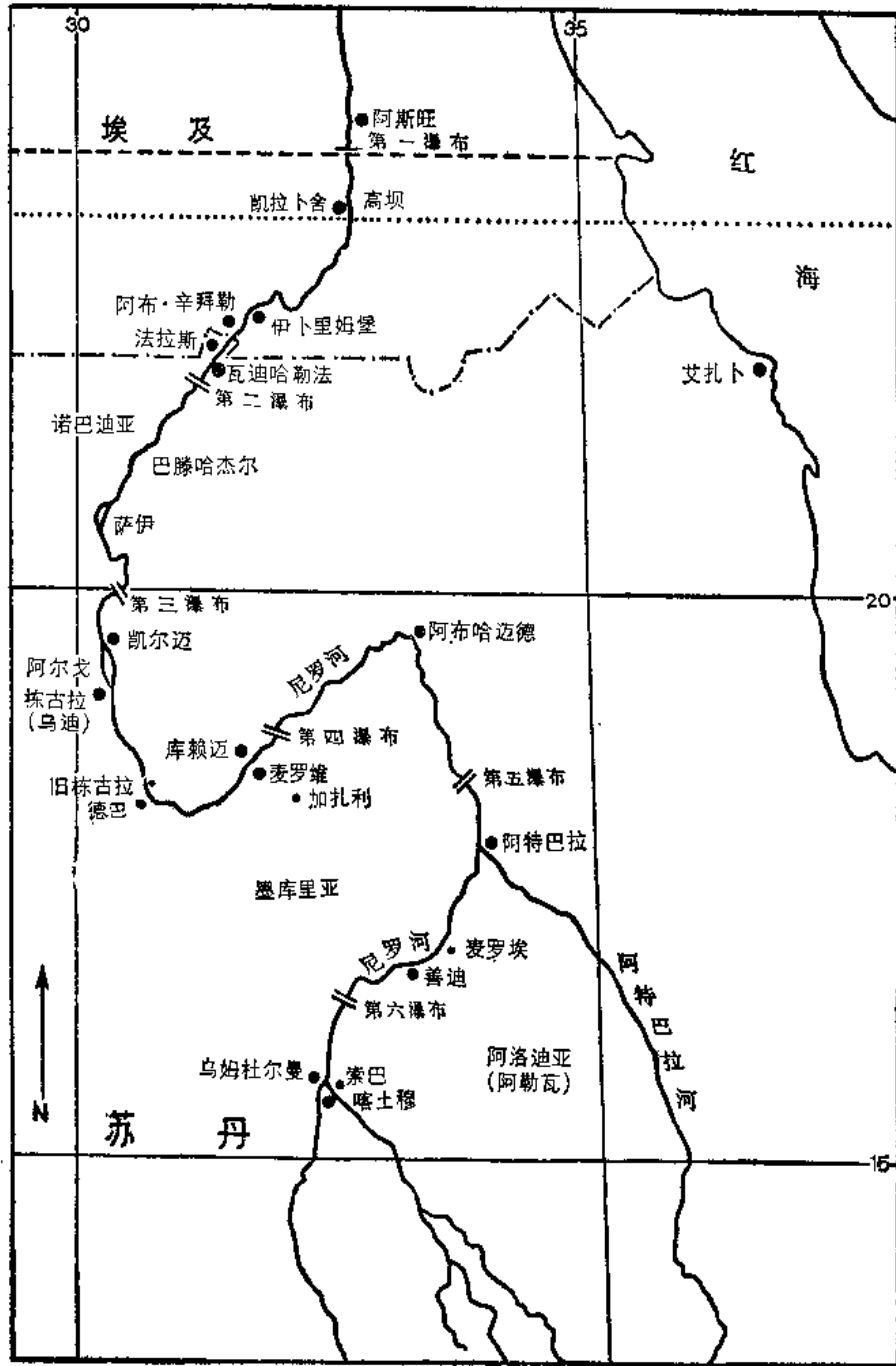 30
35
阿斯旺
埃及
第一瀑布
红
凯拉卜舍
高坝
海
阿布·辛拜勒
伊卜里姆堡
法拉斯
瓦迪哈勒法
艾扎卜
第二瀑布
诺巴迪亚
巴滕哈杰尔
萨伊
第三瀑布
20
凯尔迈
阿布哈迈德
尼罗河
阿尔戈
栋古拉
(乌迪)
第四瀑布
库赖迈
麦罗维
第五瀑布
旧栋古拉
加扎利
德巴
阿特巴拉
墨库里亚
尼罗河
麦罗埃
善迪
第六瀑布
阿特巴拉河
阿洛迪亚
(阿勒瓦)
乌姆杜尔曼
索巴
喀土穆
N
苏丹
15